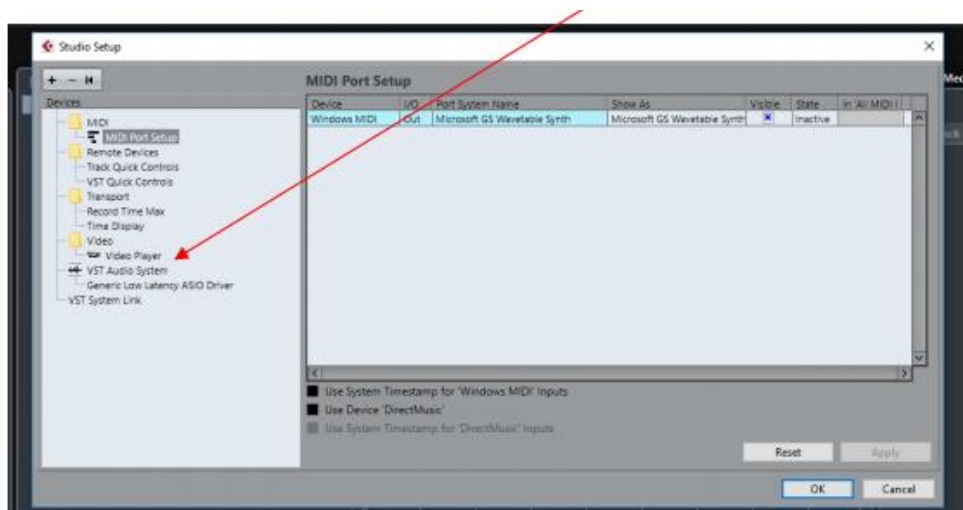 Studio Setup
+ -
Devices
MIDI
MIDI Port Setup
Remote Devices
Track Quick Controls
VST Quick Controls
Transport
Record Time Max
Time Display
Video
Video Player
VST Audio System
Generic Low Latency ASIO Driver
VST System Link
MIDI Port Setup
Device I/O Port System Name Show As Visible State In 'All MIDI I
Windows MIDI Out Microsoft GS Wavetable Synth Microsoft GS Wavetable Synth Inactive
Use System Timestamp for 'Windows MIDI' Inputs
Use Device 'DirectMusic'
Use System Timestamp for 'DirectMusic' Inputs
Reset Apply
OK Cancel
Med